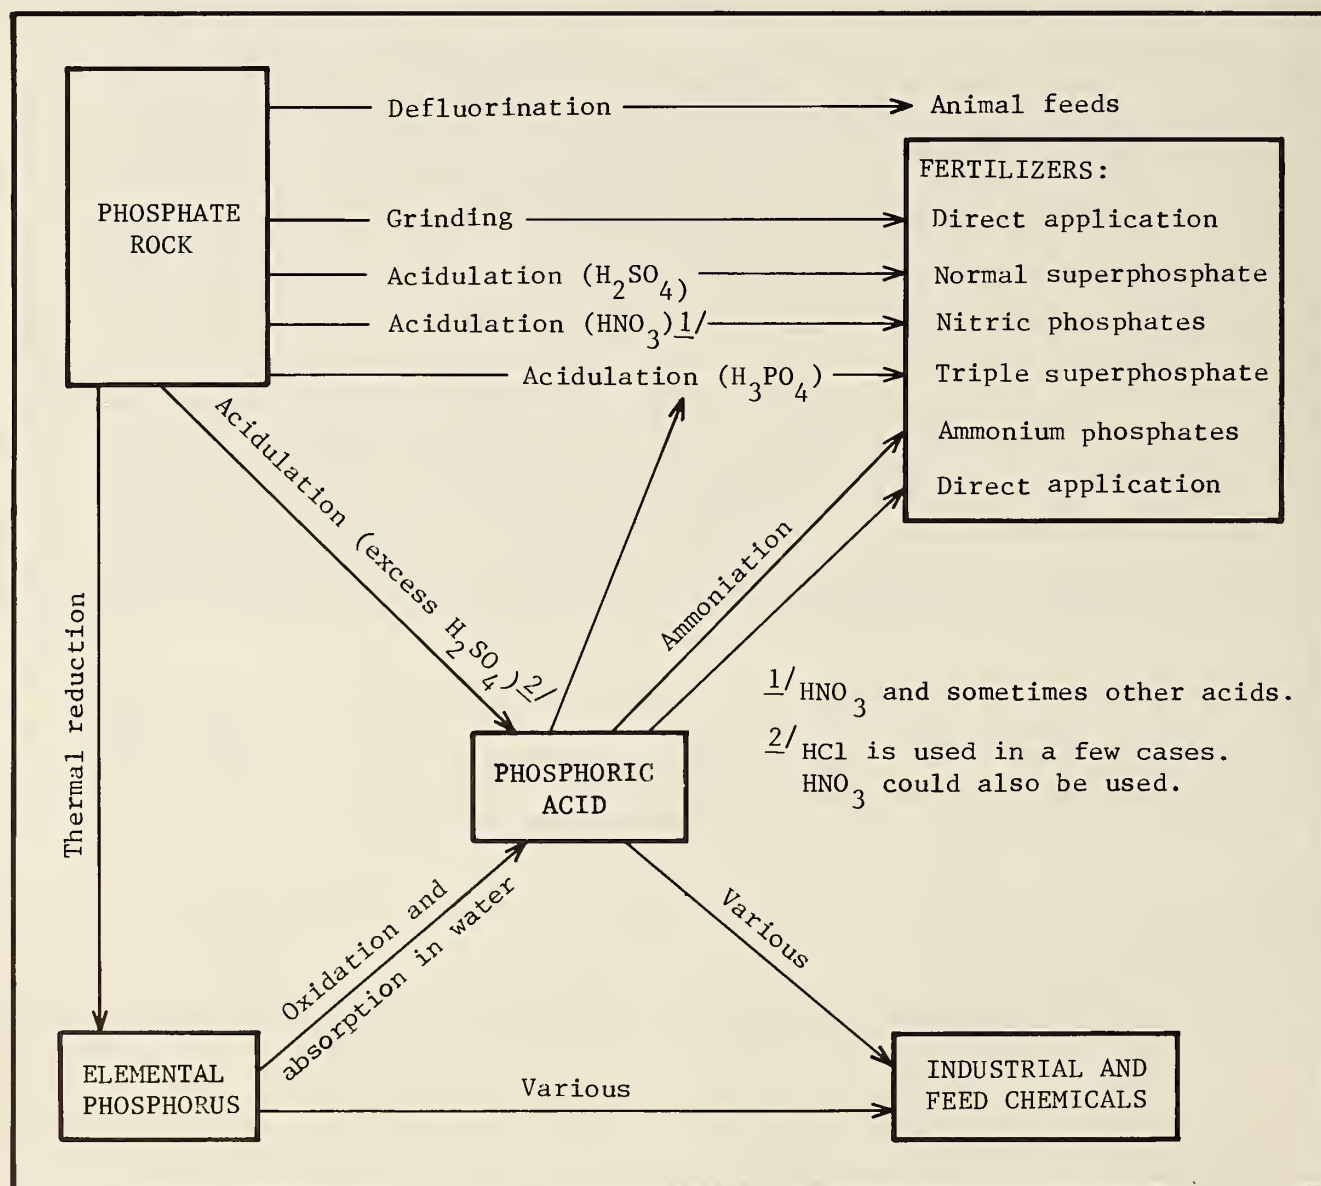 Defluorination
Animal feeds
PHOSPHATE
ROCK
FERTILIZERS:
Grinding
Direct application
Acidulation (H₂SO₄)
Normal superphosphate
Acidulation (HNO₃)1/
Nitric phosphates
Acidulation (H₃PO₄)
Triple superphosphate
Ammonium phosphates
Direct application
Acidulation (excess H₂SO₄)2/
Ammoniation
Thermal reduction
1/HNO₃ and sometimes other acids.
2/HCl is used in a few cases.
HNO₃ could also be used.
PHOSPHORIC
ACID
Oxidation and
absorption in water
Various
ELEMENTAL
PHOSPHORUS
Various
INDUSTRIAL AND
FEED CHEMICALS